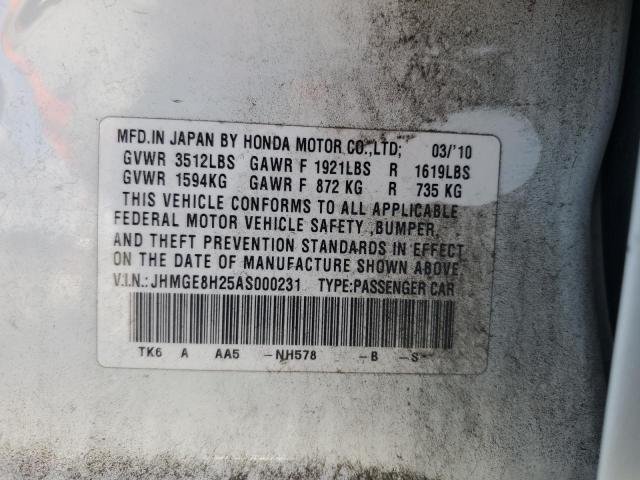 MFD.IN JAPAN BY HONDA MOTOR CO.,LTD; 03/'10
GVWR 3512LBS GAWR F 1921LBS R 1619LBS
GVWR 1594KG GAWR F 872 KG R 735 KG
THIS VEHICLE CONFORMS TO ALL APPLICABLE
FEDERAL MOTOR VEHICLE SAFETY ,BUMPER,
AND THEFT PREVENTION STANDARDS IN EFFECT
ON THE DATE OF MANUFACTURE SHOWN ABOVE.
V.I.N.: JHMGE8H25AS000231 TYPE:PASSENGER CAR
TK6 A AA5 -NH578 -B -S-